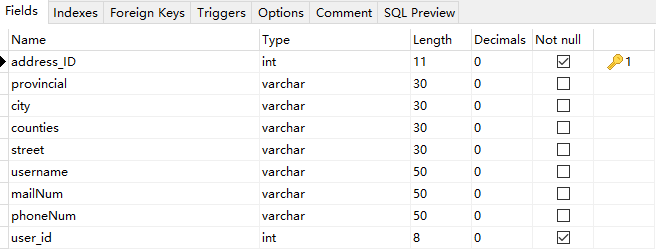 Fields Indexes Foreign Keys Triggers Options Comment SQL Preview
Name Type Length Decimals Not null
address_ID int 11 0 1
provincial varchar 30 0
city varchar 30 0
counties varchar 30 0
street varchar 30 0
username varchar 50 0
mailNum varchar 50 0
phoneNum varchar 50 0
user_id int 8 0